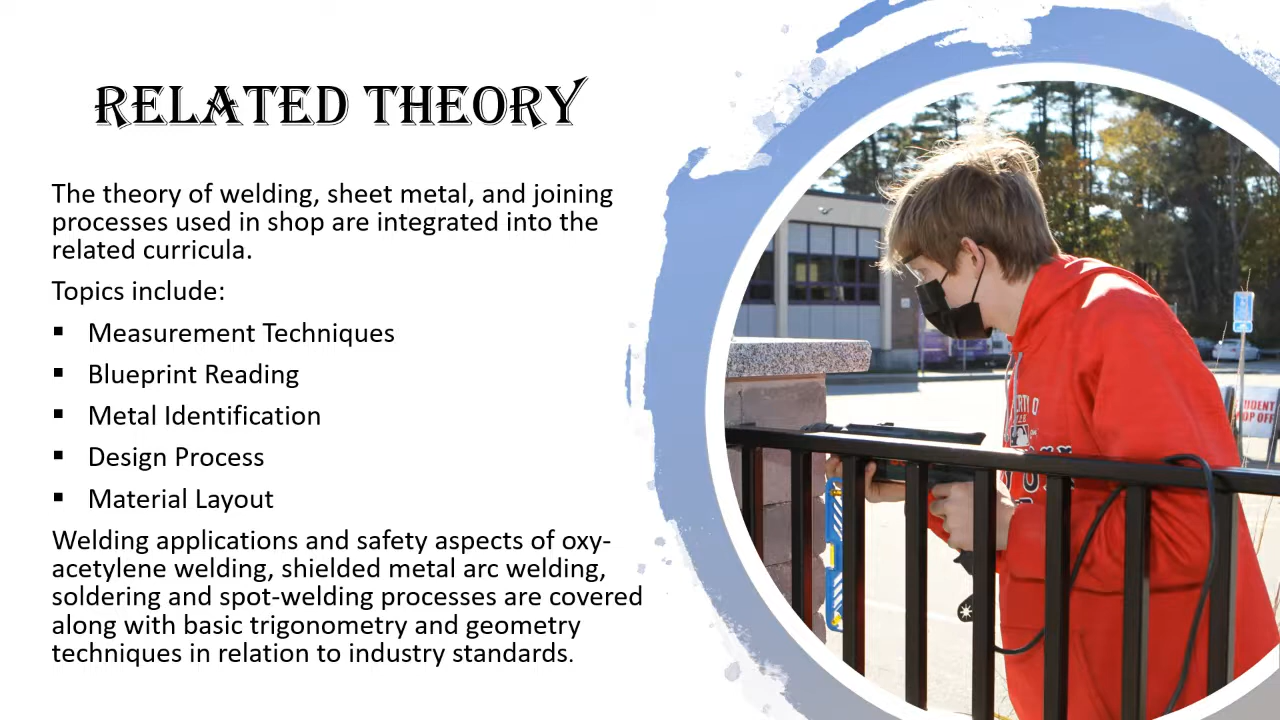 RELATED THEORY
The theory of welding, sheet metal, and joining
processes used in shop are integrated into the
related curricula.
Topics include:
▪ Measurement Techniques
▪ Blueprint Reading
▪ Metal Identification
▪ Design Process
▪ Material Layout
Welding applications and safety aspects of oxy-
acetylene welding, shielded metal arc welding,
soldering and spot-welding processes are covered
along with basic trigonometry and geometry
techniques in relation to industry standards.